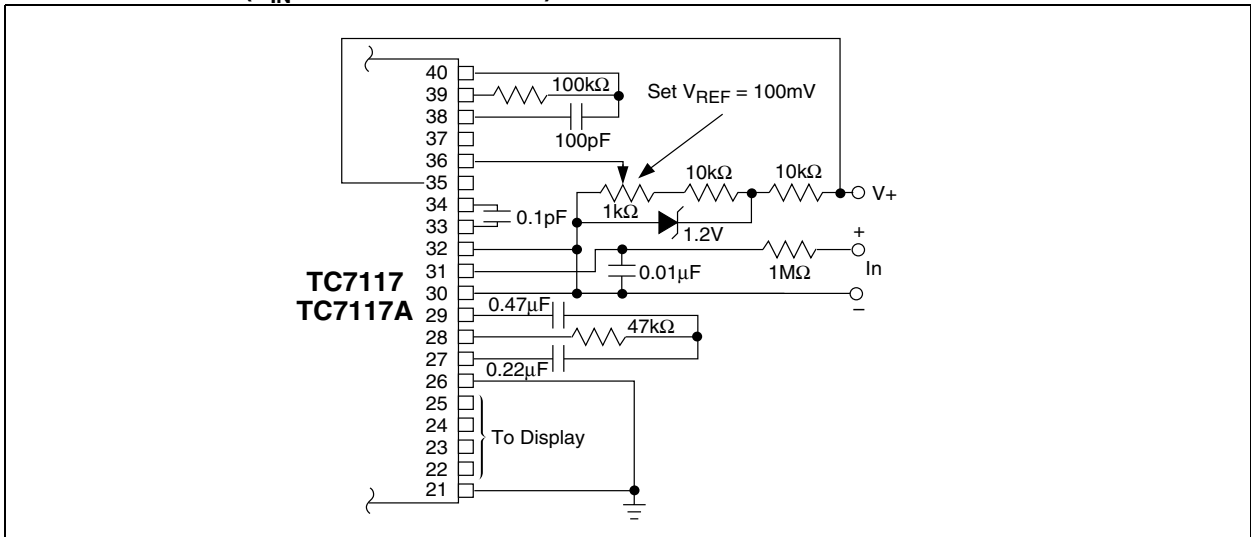 IN
40
39
38
37
36
35
34
33
32
31
30
29
28
27
26
25
24
23
22
21
TC7117
TC7117A
100kΩ
100pF
Set VREF = 100mV
10kΩ
10kΩ
V+
1kΩ
0.1pF
1.2V
+
In
–
0.01μF
1MΩ
0.47μF
47kΩ
0.22μF
To Display